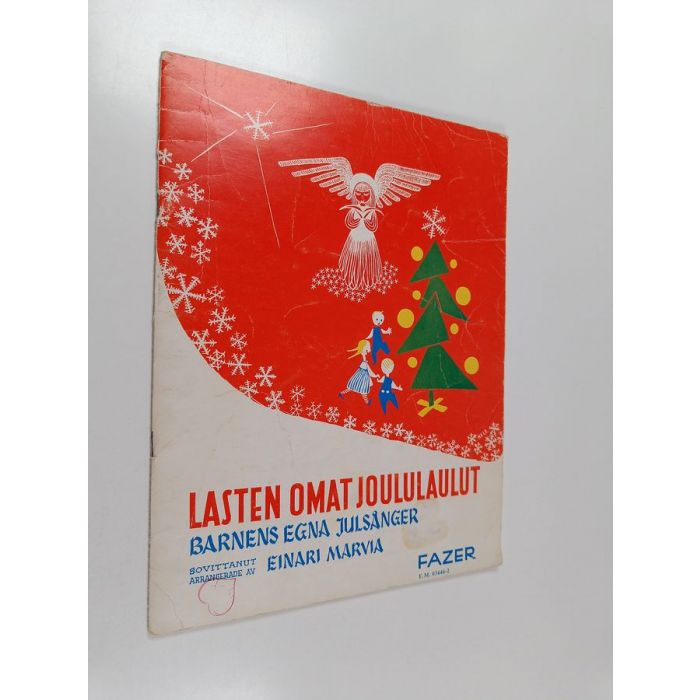 LASTEN OMAT JOULULAULUT
BARNENS EGNA JULSÅNGER
SOVITTANUT
ARRANGERADE AV
EINARI MARVIA
FAZER